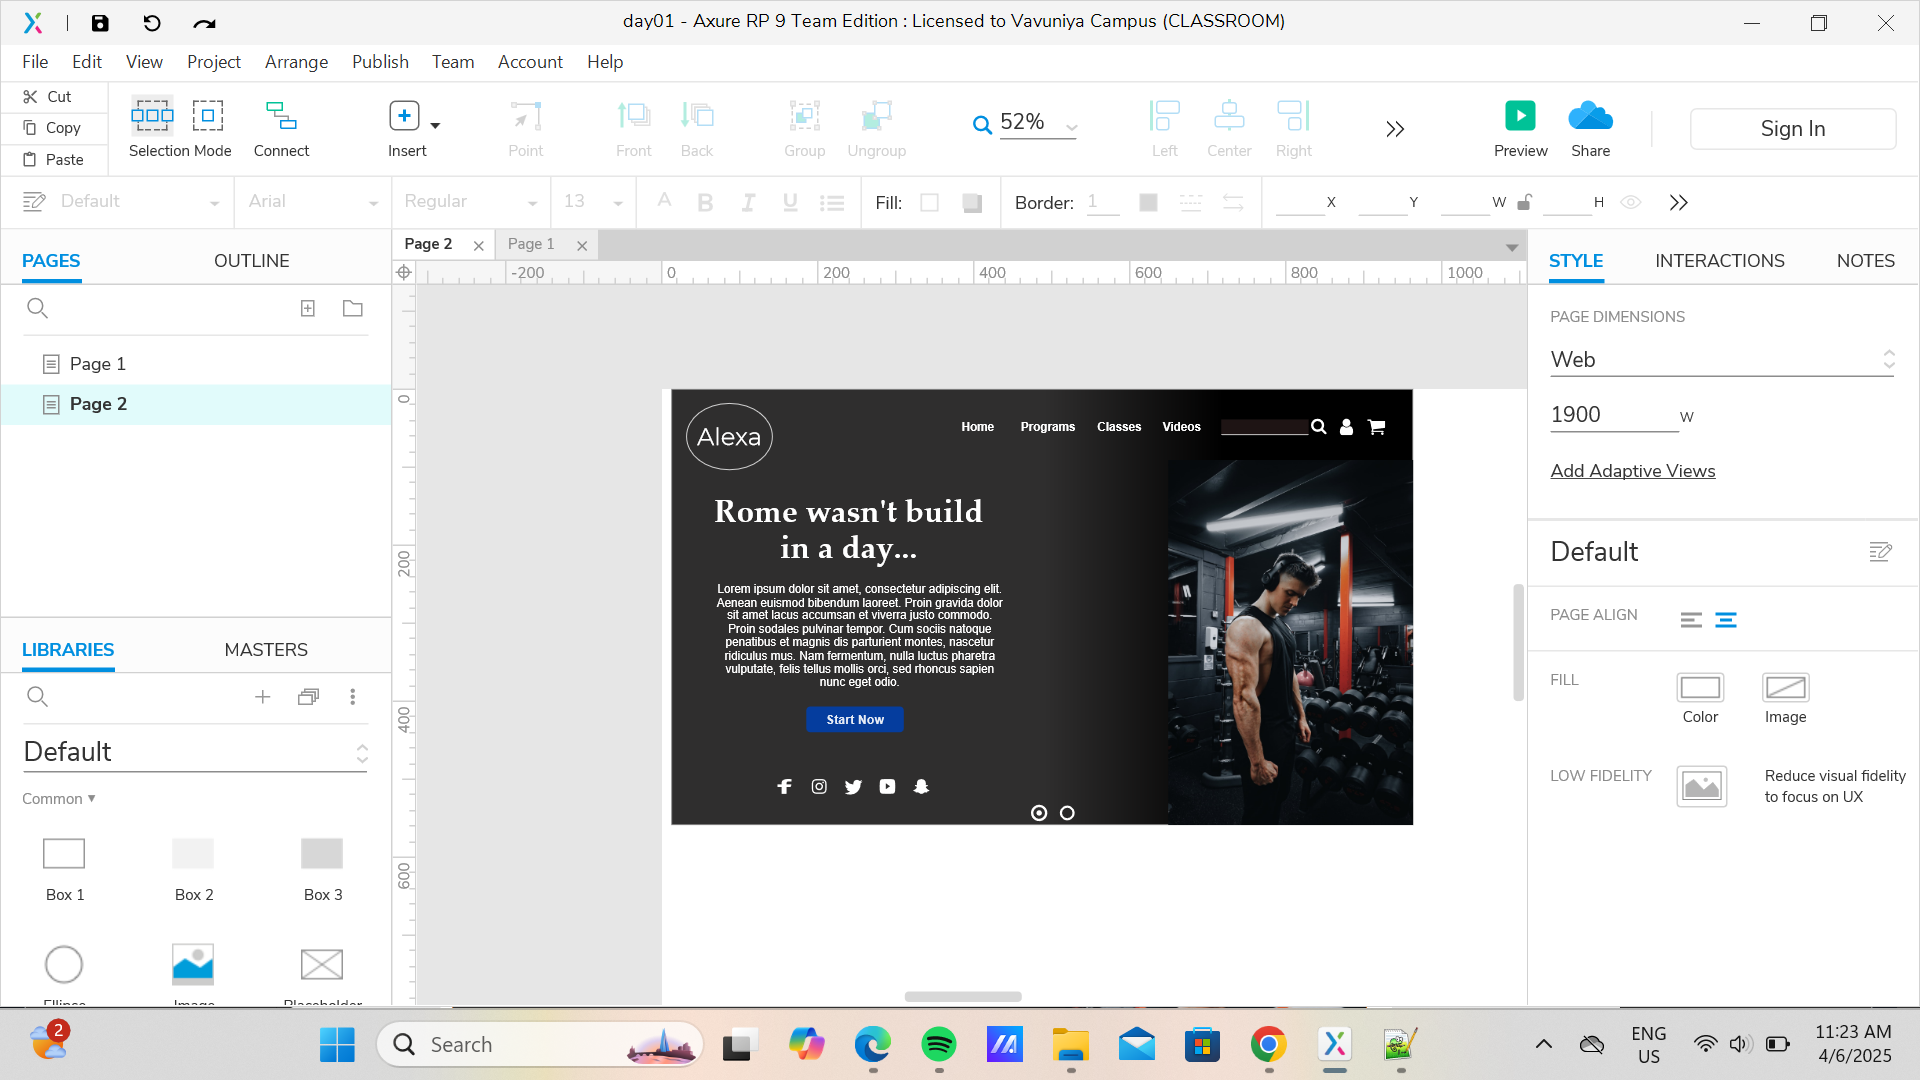 day01 - Axure RP 9 Team Edition : Licensed to Vavuniya Campus (CLASSROOM)
File Edit View Project Arrange Publish Team Account Help
Cut
Copy
Paste
Selection Mode Connect Insert Point Front Back 52% Group Ungroup Left Center Right Preview Share Sign In
Default Arial Regular 13 A B I U Fill: Border: 1 X Y W H
PAGES OUTLINE
Page 2 Page 1
-200 0 200 400 600 800 1000
STYLE INTERACTIONS NOTES
Page 1
Page 2
PAGE DIMENSIONS
Web
1900 W
Add Adaptive Views
Default
PAGE ALIGN
FILL
Color Image
LOW FIDELITY
Reduce visual fidelity
to focus on UX
0
200
400
600
Alexa
Home Programs Classes Videos
Rome wasn't build
in a day...
Lorem ipsum dolor sit amet, consectetur adipiscing elit.
Aenean euismod bibendum laoreet. Proin gravida dolor
sit amet lacus accumsan et viverra justo commodo.
Proin sodales pulvinar tempor. Cum sociis natoque
penatibus et magnis dis parturient montes, nascetur
ridiculus mus. Nam fermentum, nulla luctus pharetra
vulputate, felis tellus mollis orci, sed rhoncus sapien
nunc eget odio.
Start Now
LIBRARIES MASTERS
Default
Common
Box 1 Box 2 Box 3
Ellipse Image Placeholder
2
Search
ENG
US
11:23 AM
4/6/2025